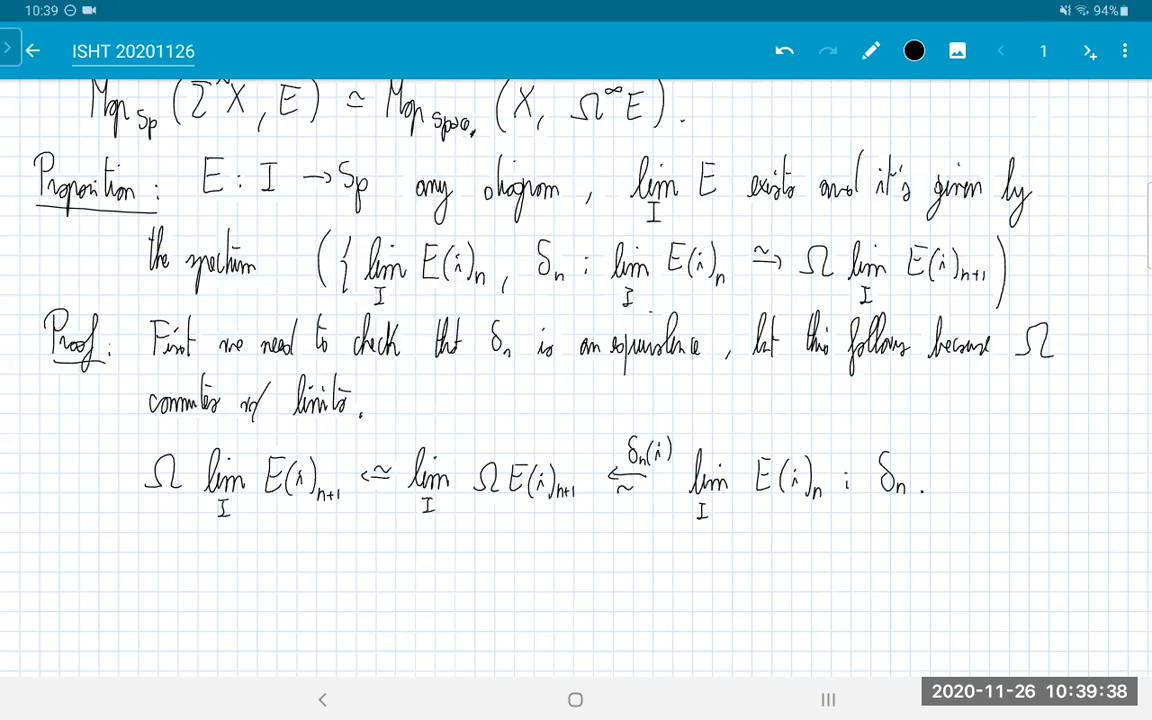 10:39 94%
ISHT 20201126
1
Map_Sp (Σ^∞ X, E) ≃ Map_Spc. (X, Ω^∞ E).
Proposition: E : I → Sp any diagram, lim_I E exists and it's given by
the spectrum ({lim_I E(i)_n, δ_n : lim_I E(i)_n ≃→ Ω lim_I E(i)_{n+1})
Proof: First we need to check tht δ_n is an equivalence, but this follows because Ω
commutes w/ limits.
Ω lim_I E(i)_{n+1} ←≃ lim_I Ω E(i)_{n+1} ←^{δ_n(i)}_∼ lim_I E(i)_n : δ_n.
2020-11-26 10:39:38